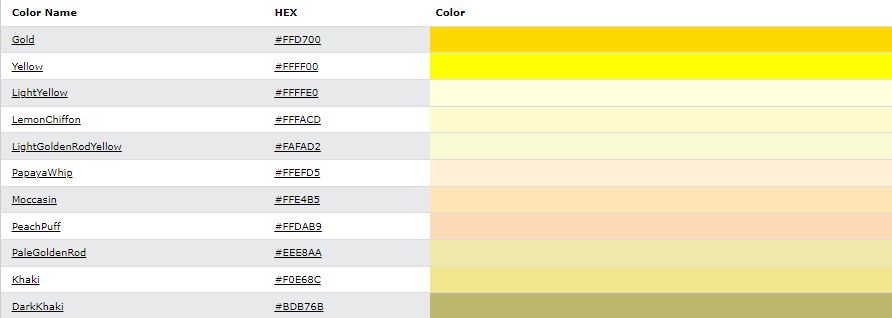 Color Name HEX Color
Gold #FFD700
Yellow #FFFF00
LightYellow #FFFFE0
LemonChiffon #FFFACD
LightGoldenRodYellow #FAFAD2
PapayaWhip #FFEFD5
Moccasin #FFE4B5
PeachPuff #FFDAB9
PaleGoldenRod #EEE8AA
Khaki #F0E68C
DarkKhaki #BDB76B